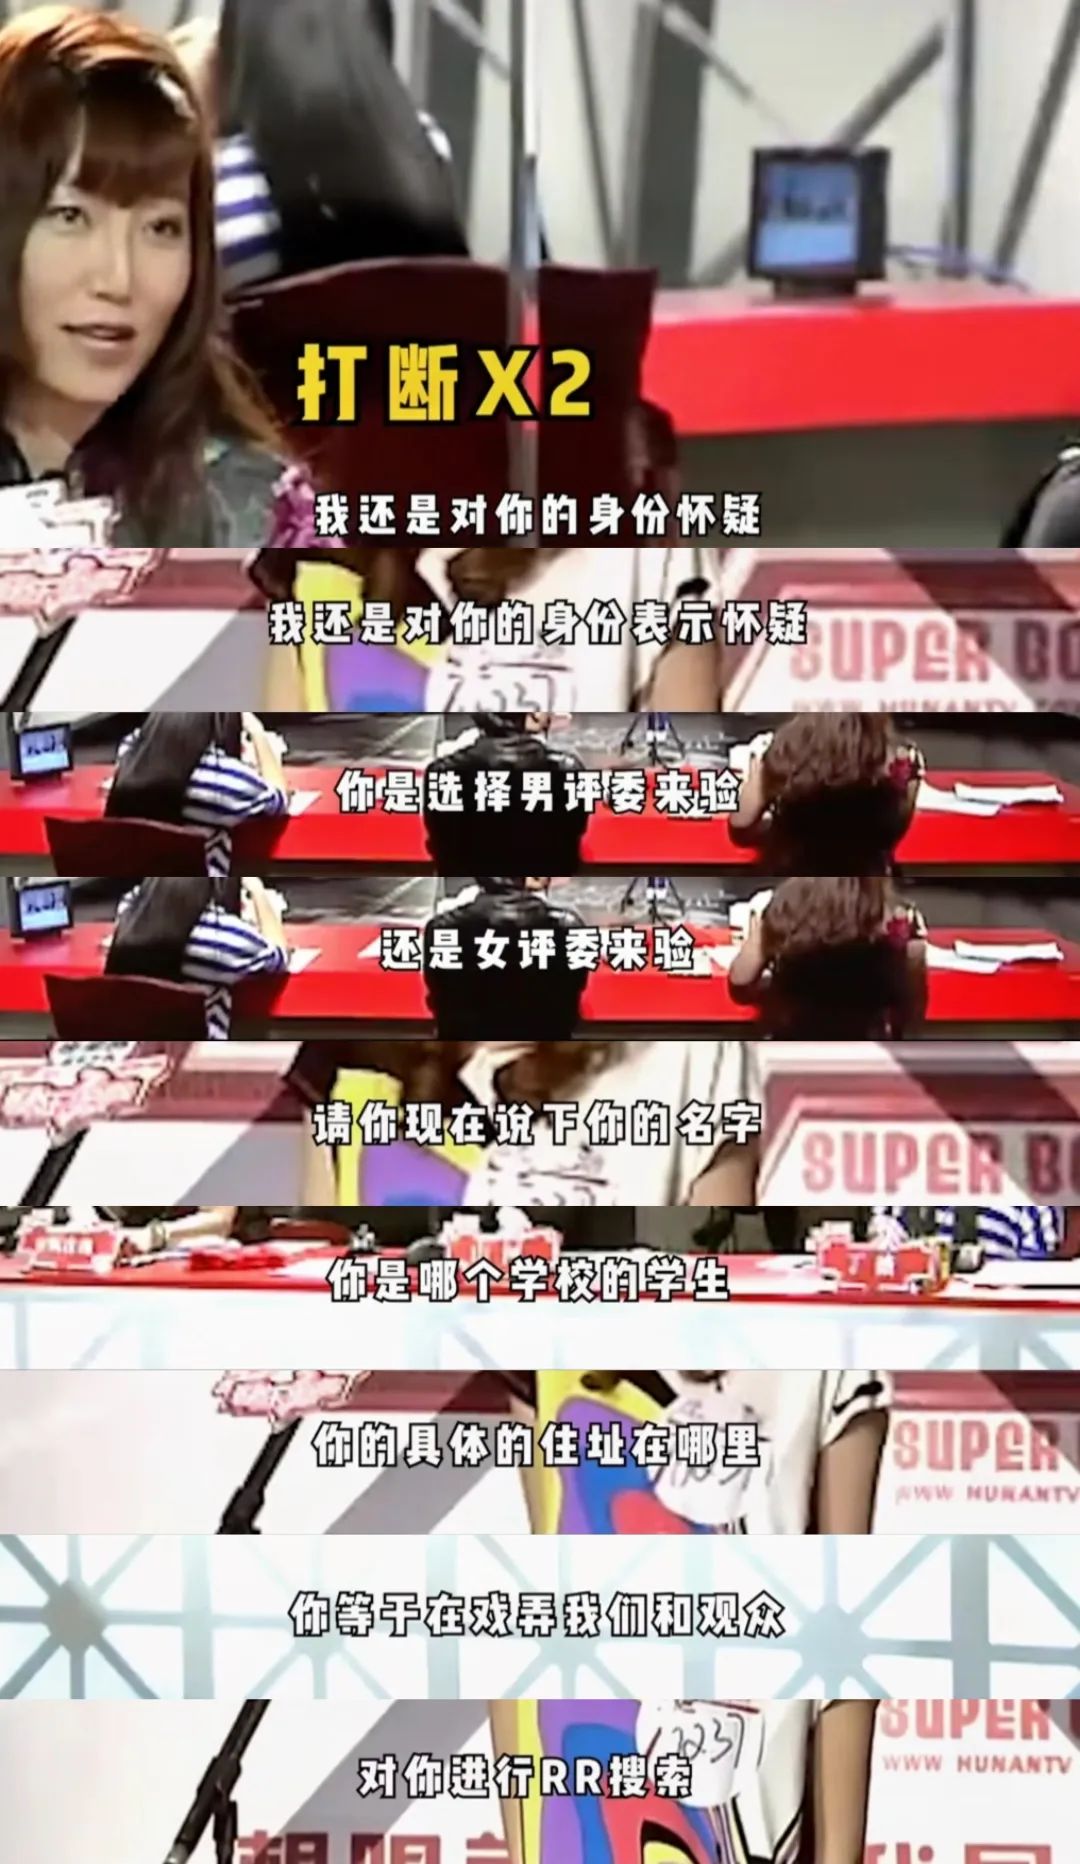 打断X2
我还是对你的身份怀疑
我还是对你的身份表示怀疑
SUPER BO
WWW HUNANTV
你是选择男评委来验
还是女评委来验
请你现在说下你的名字
SUPER BO
你是哪个学校的学生
你的具体的住址在哪里
SUPER
WWW HUNANTV
你等于在戏弄我们和观众
SUPER
WWW HUNANTV
对你进行RR搜索